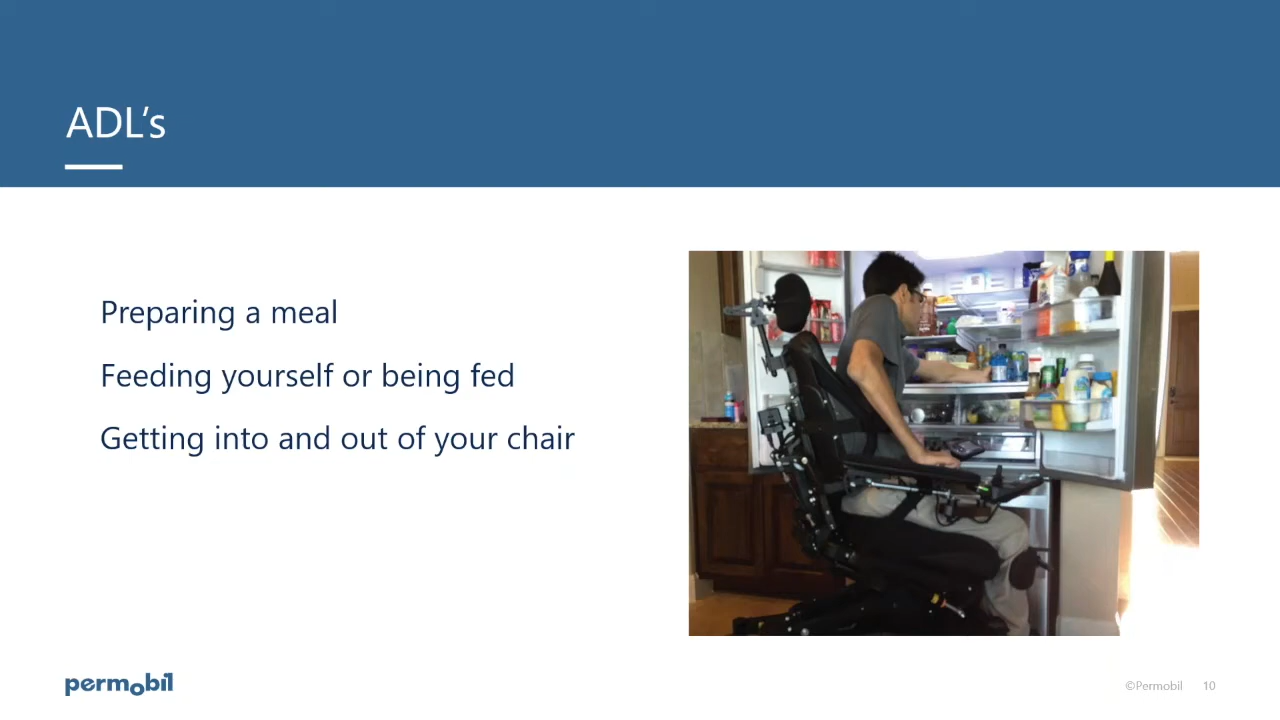 ADL's
Preparing a meal
Feeding yourself or being fed
Getting into and out of your chair
permobil
©Permobil 10